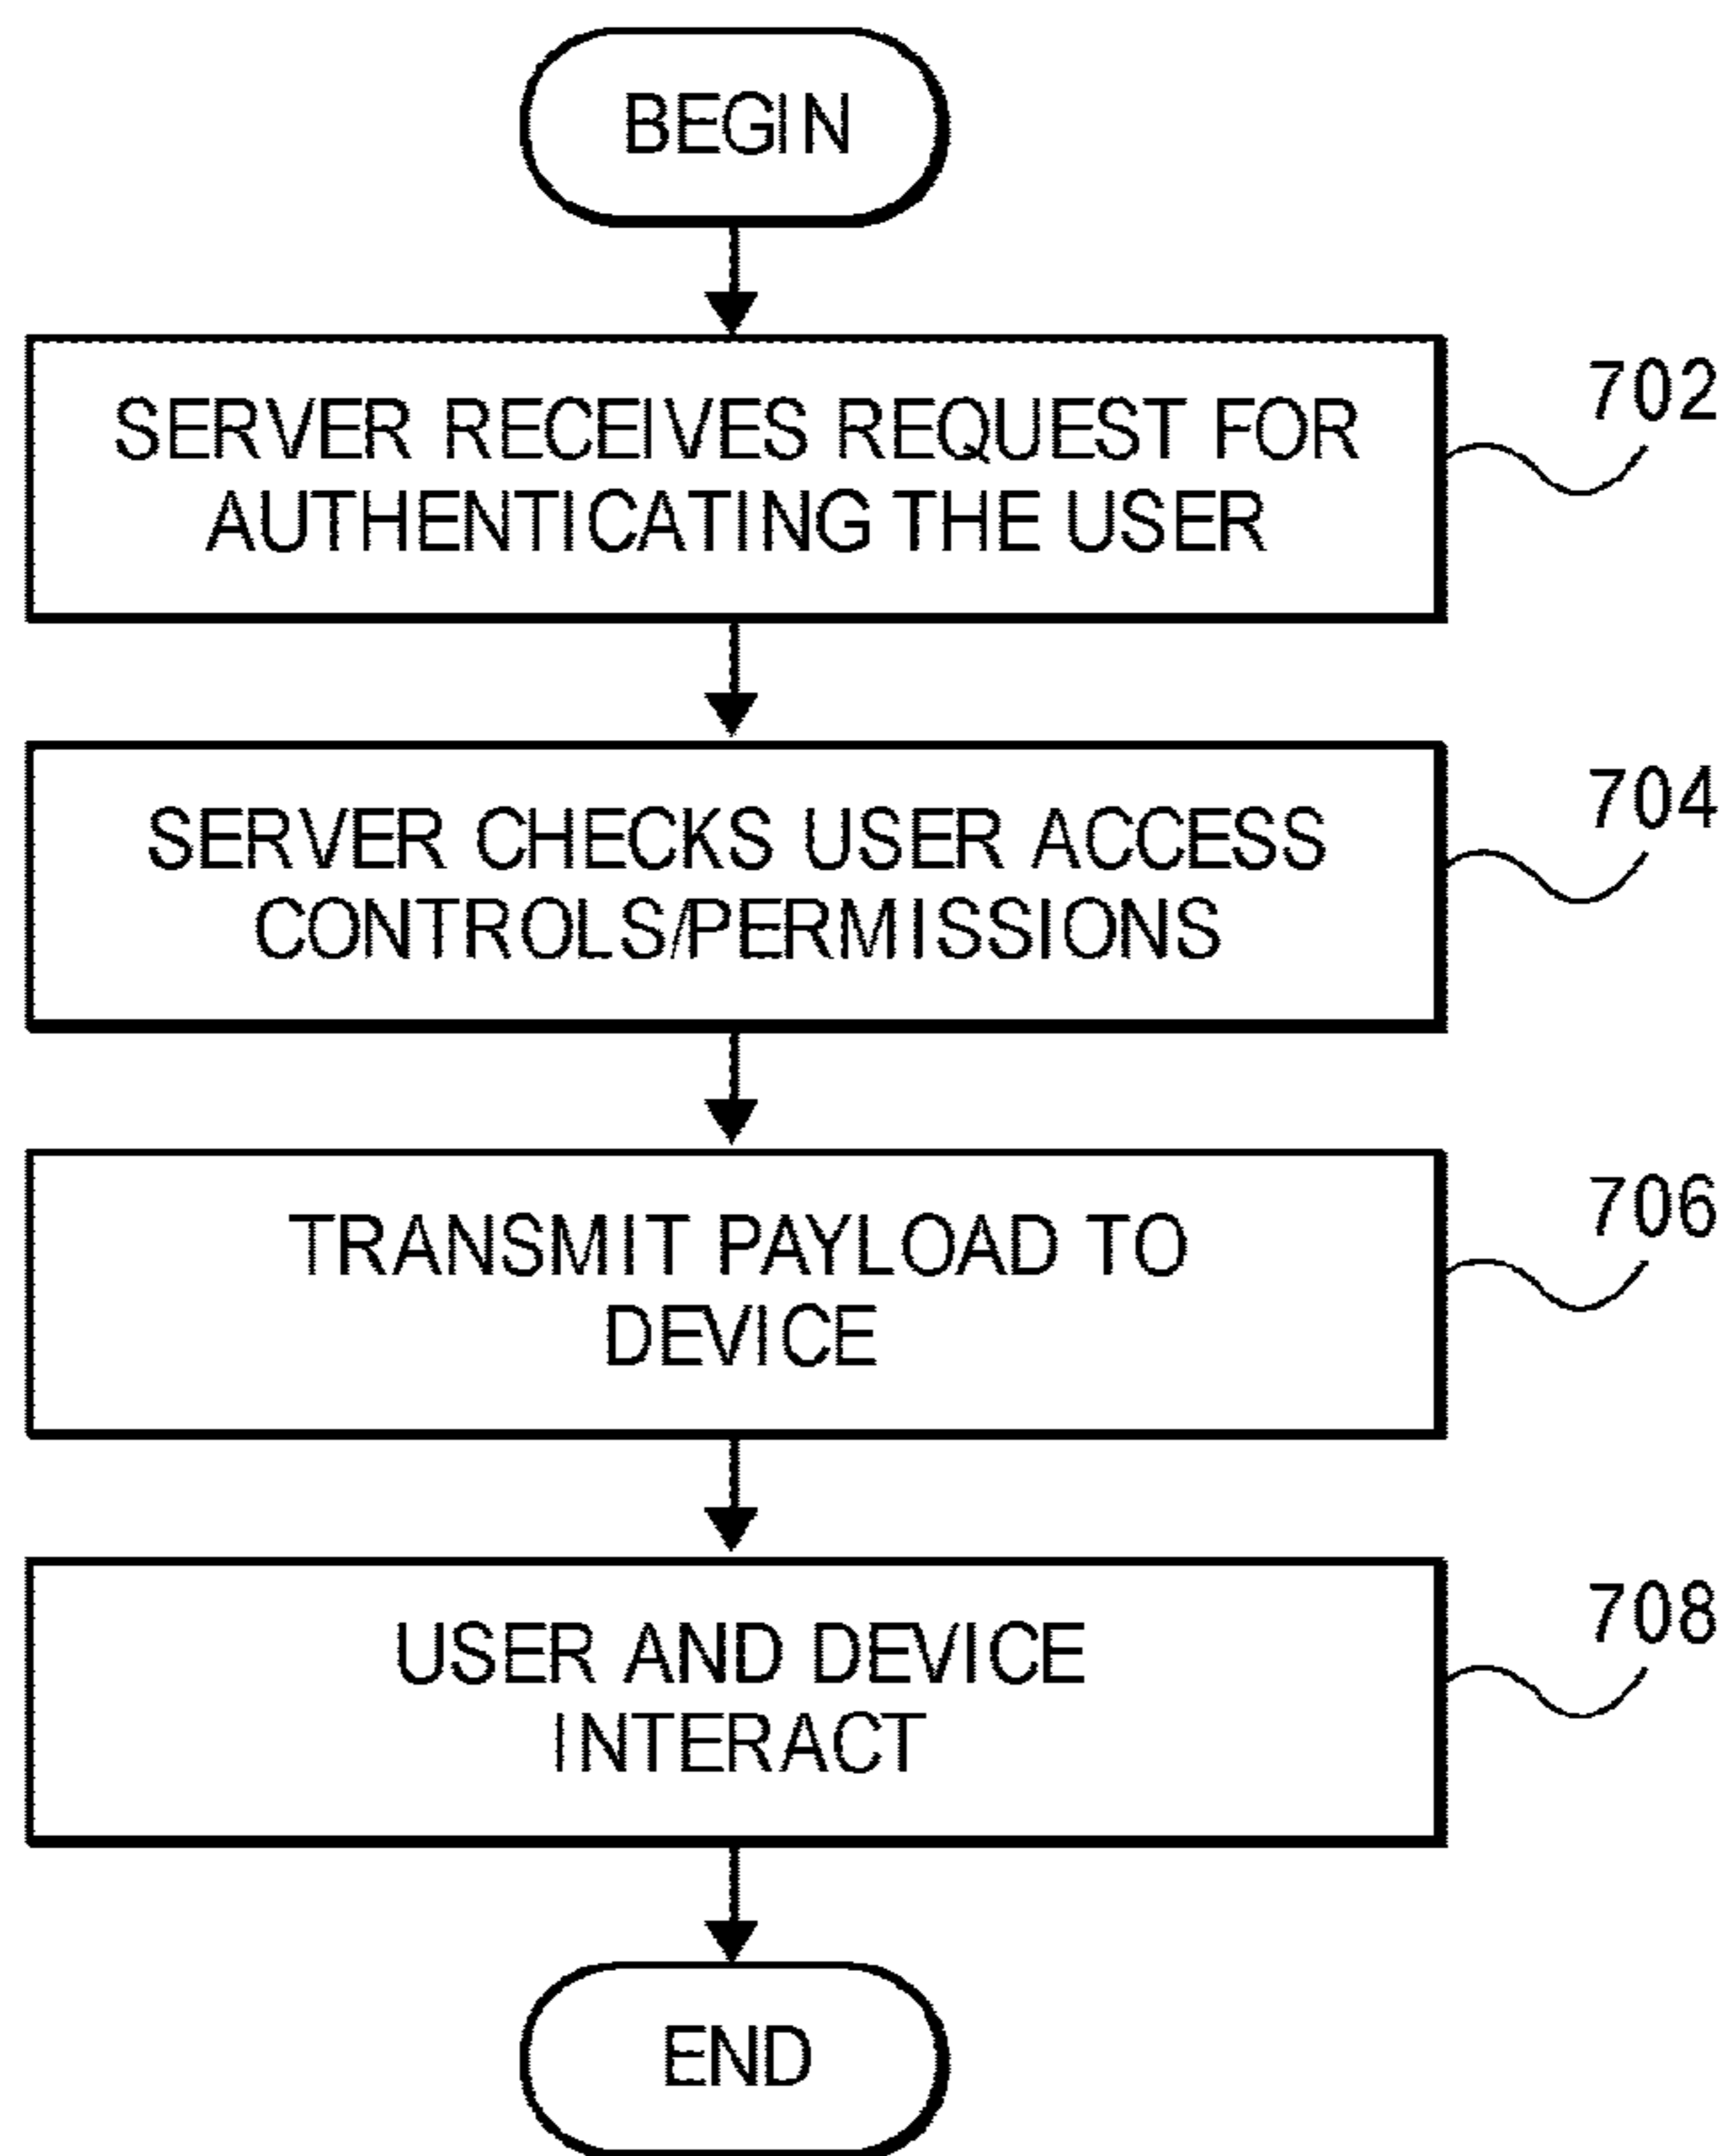 BEGIN
SERVER RECEIVES REQUEST FOR
AUTHENTICATING THE USER
702
SERVER CHECKS USER ACCESS
CONTROLS/PERMISSIONS
704
TRANSMIT PAYLOAD TO
DEVICE
706
USER AND DEVICE
INTERACT
708
END